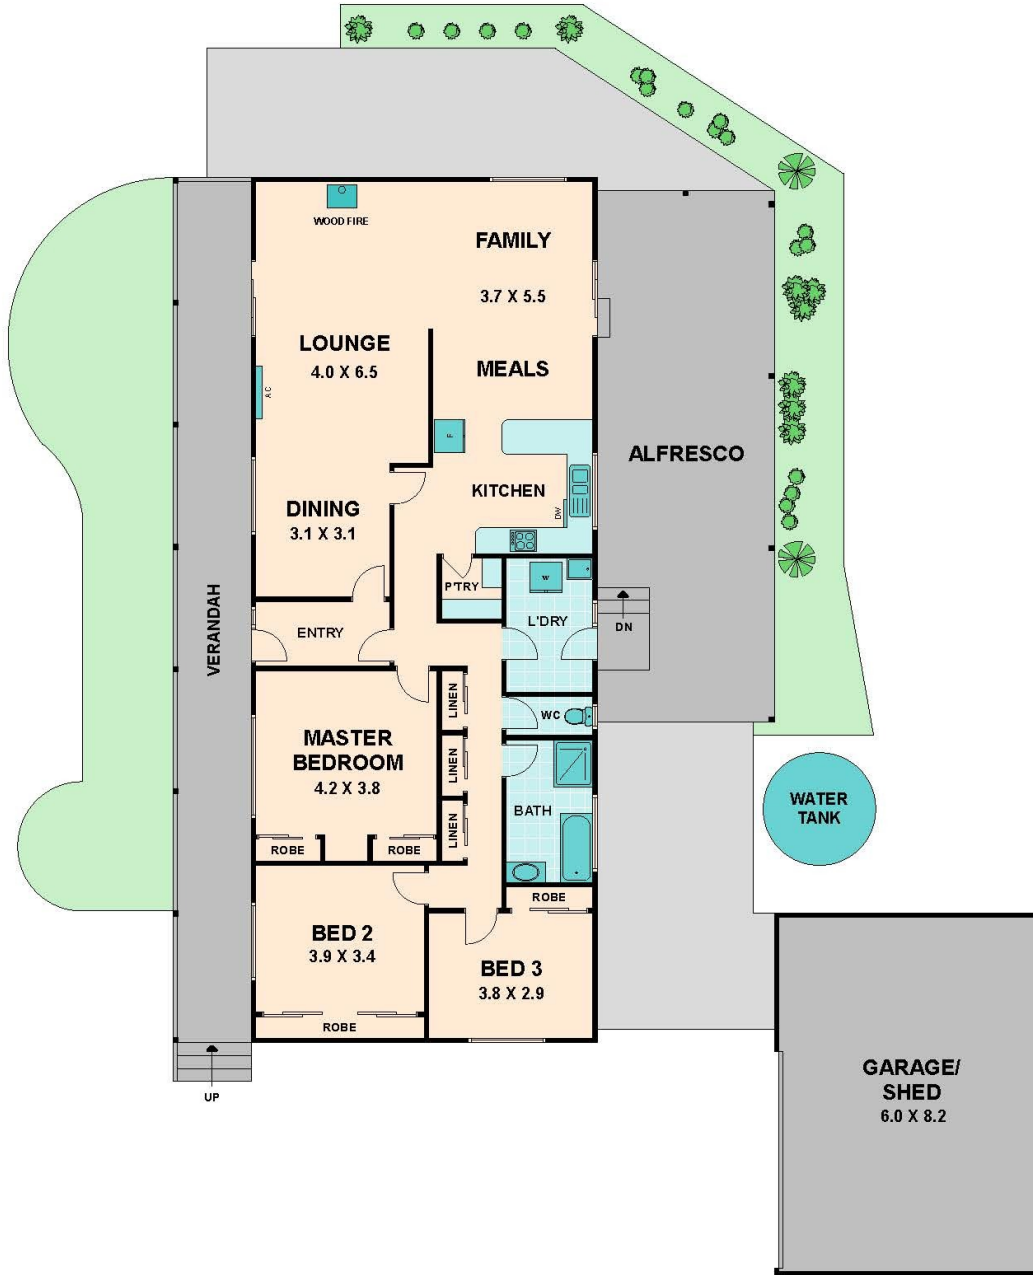 WOOD FIRE
FAMILY
3.7 X 5.5
LOUNGE
4.0 X 6.5
MEALS
AC
F
ALFRESCO
KITCHEN
DW
DINING
3.1 X 3.1
P'TRY
W
L'DRY
VERANDAH
ENTRY
DN
LINEN
WC
MASTER
BEDROOM
4.2 X 3.8
LINEN
LINEN
BATH
WATER
TANK
ROBE
ROBE
ROBE
BED 2
3.9 X 3.4
BED 3
3.8 X 2.9
ROBE
UP
GARAGE/
SHED
6.0 X 8.2